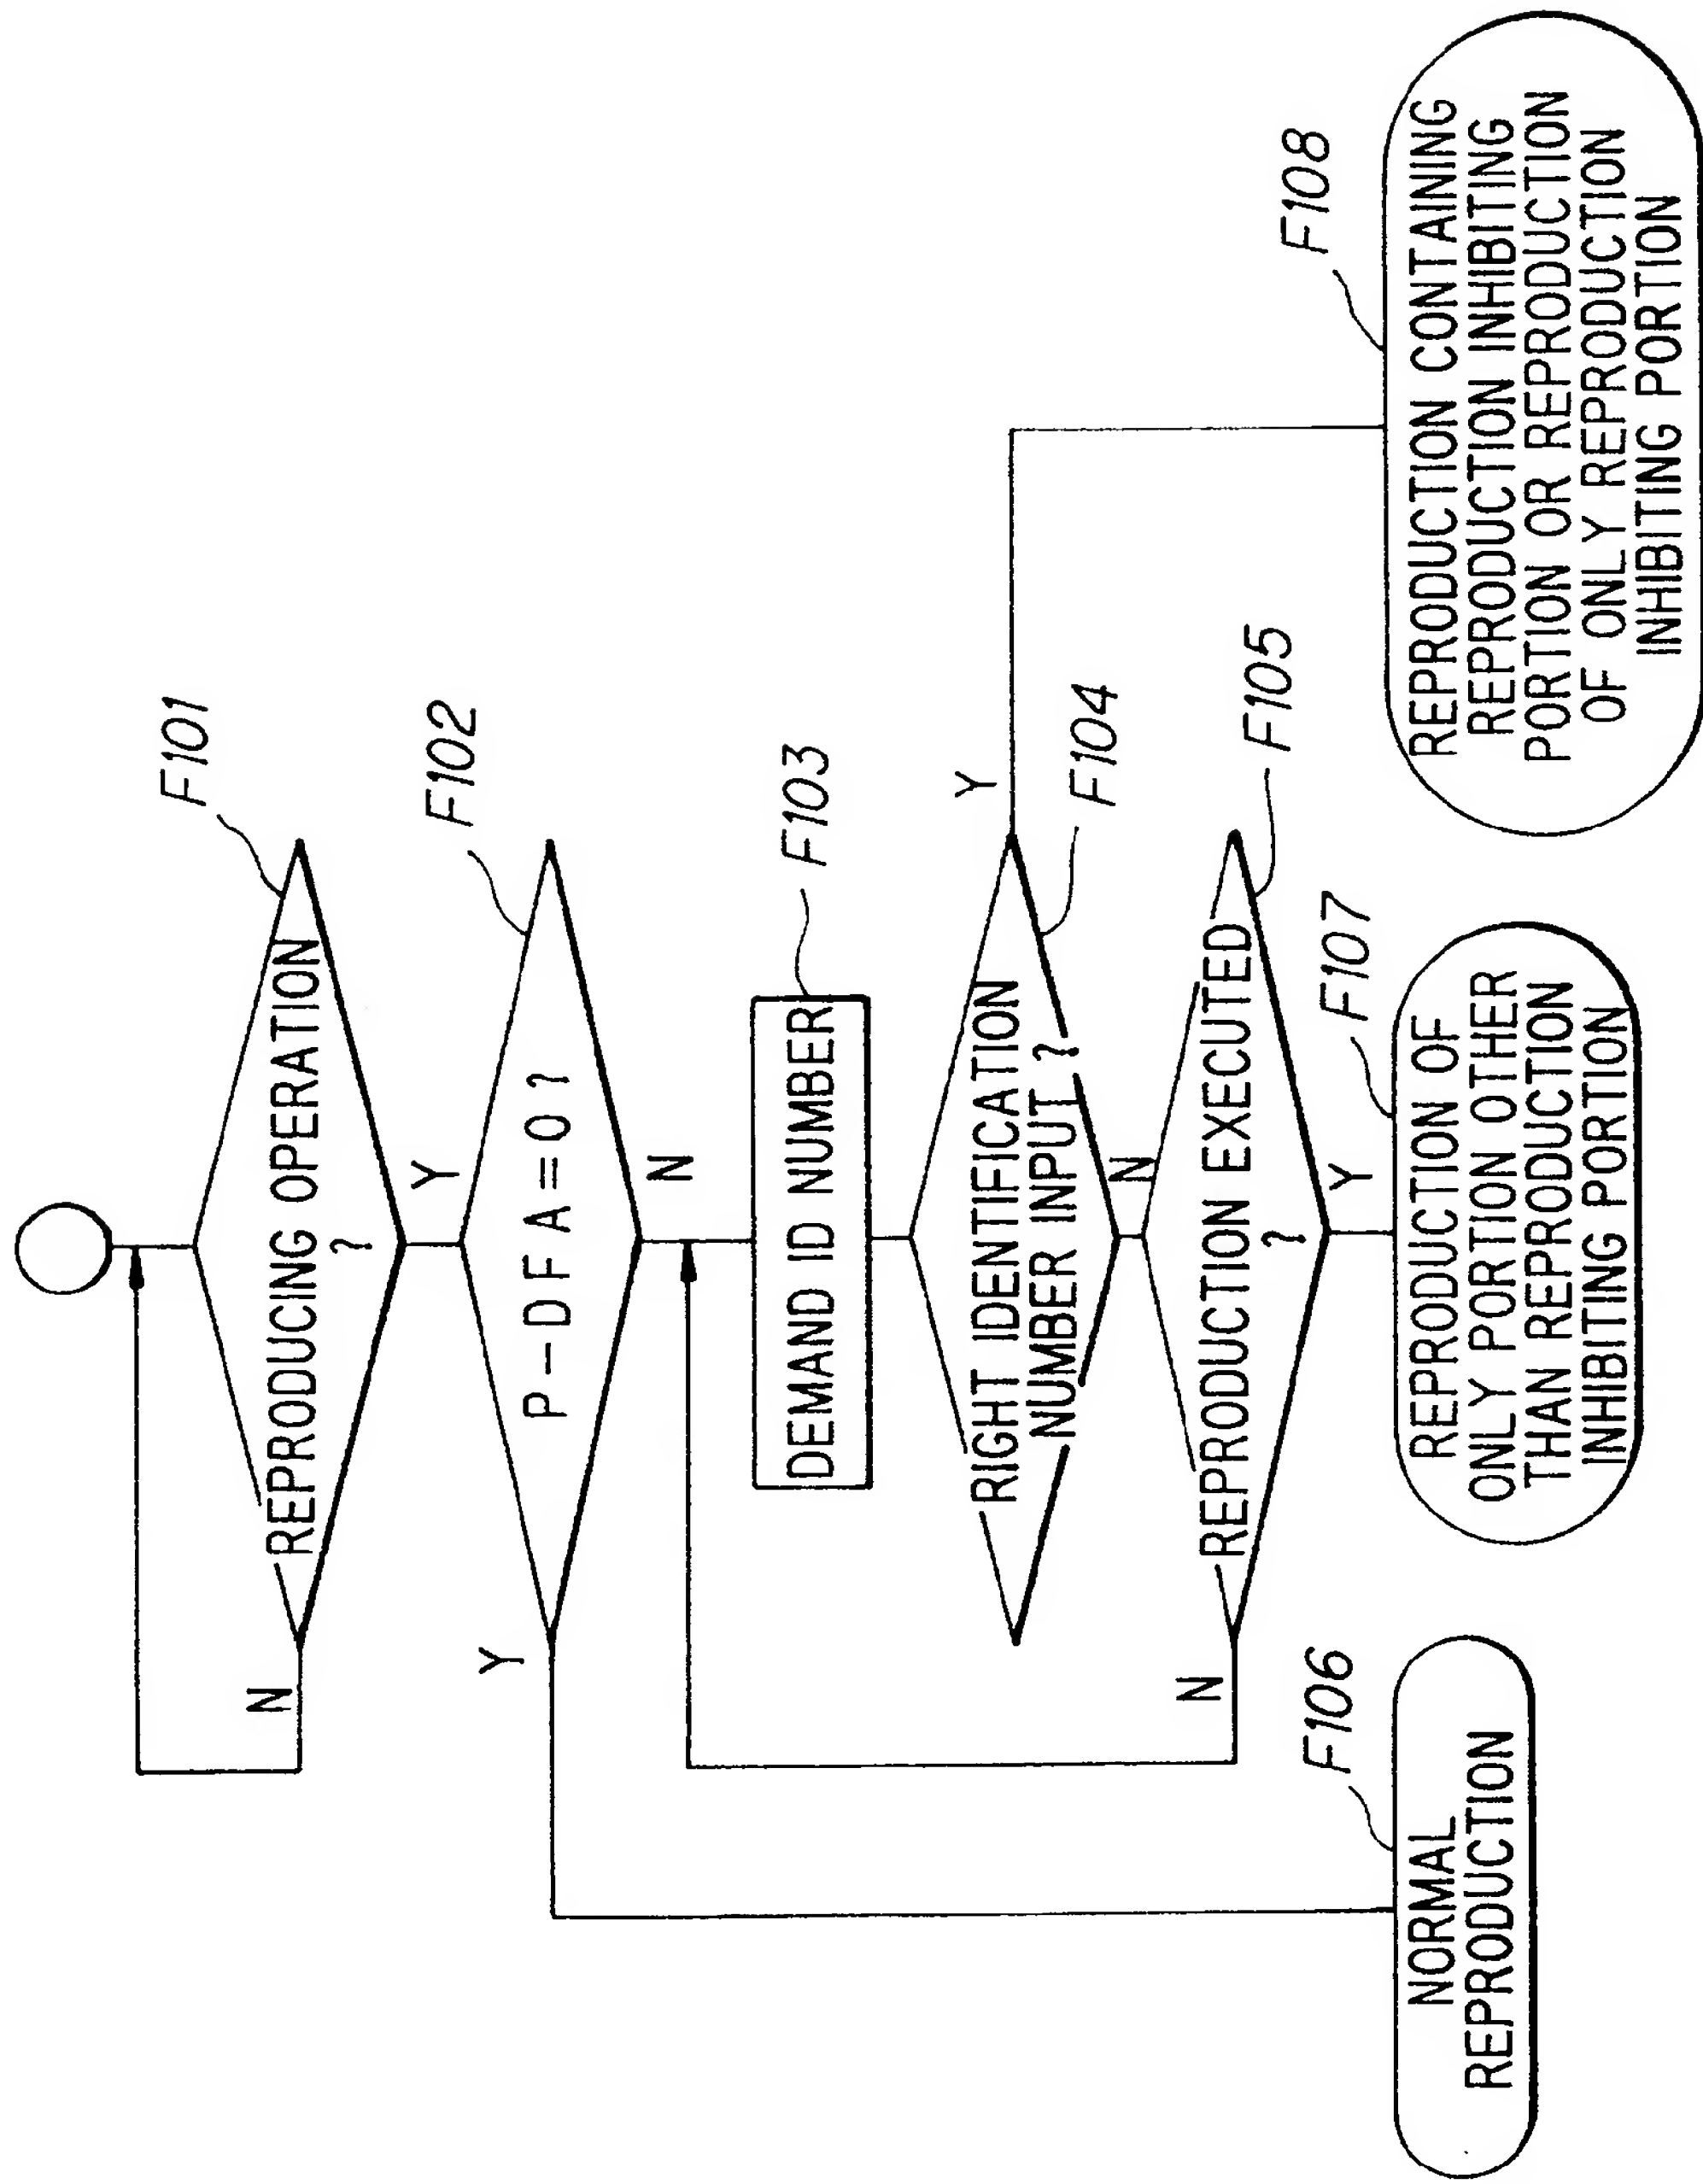 F101
REPRODUCING OPERATION
?
N
Y
F102
P-DFA=0?
Y
N
F103
DEMAND ID NUMBER
RIGHT IDENTIFICATION
NUMBER INPUT?
Y
F104
N
REPRODUCTION EXECUTED
?
F105
N
Y
F106
NORMAL
REPRODUCTION
F107
REPRODUCTION OF
ONLY PORTION OTHER
THAN REPRODUCTION
INHIBITING PORTION
F108
REPRODUCTION CONTAINING
REPRODUCTION INHIBITING
PORTION OR REPRODUCTION
OF ONLY REPRODUCTION
INHIBITING PORTION